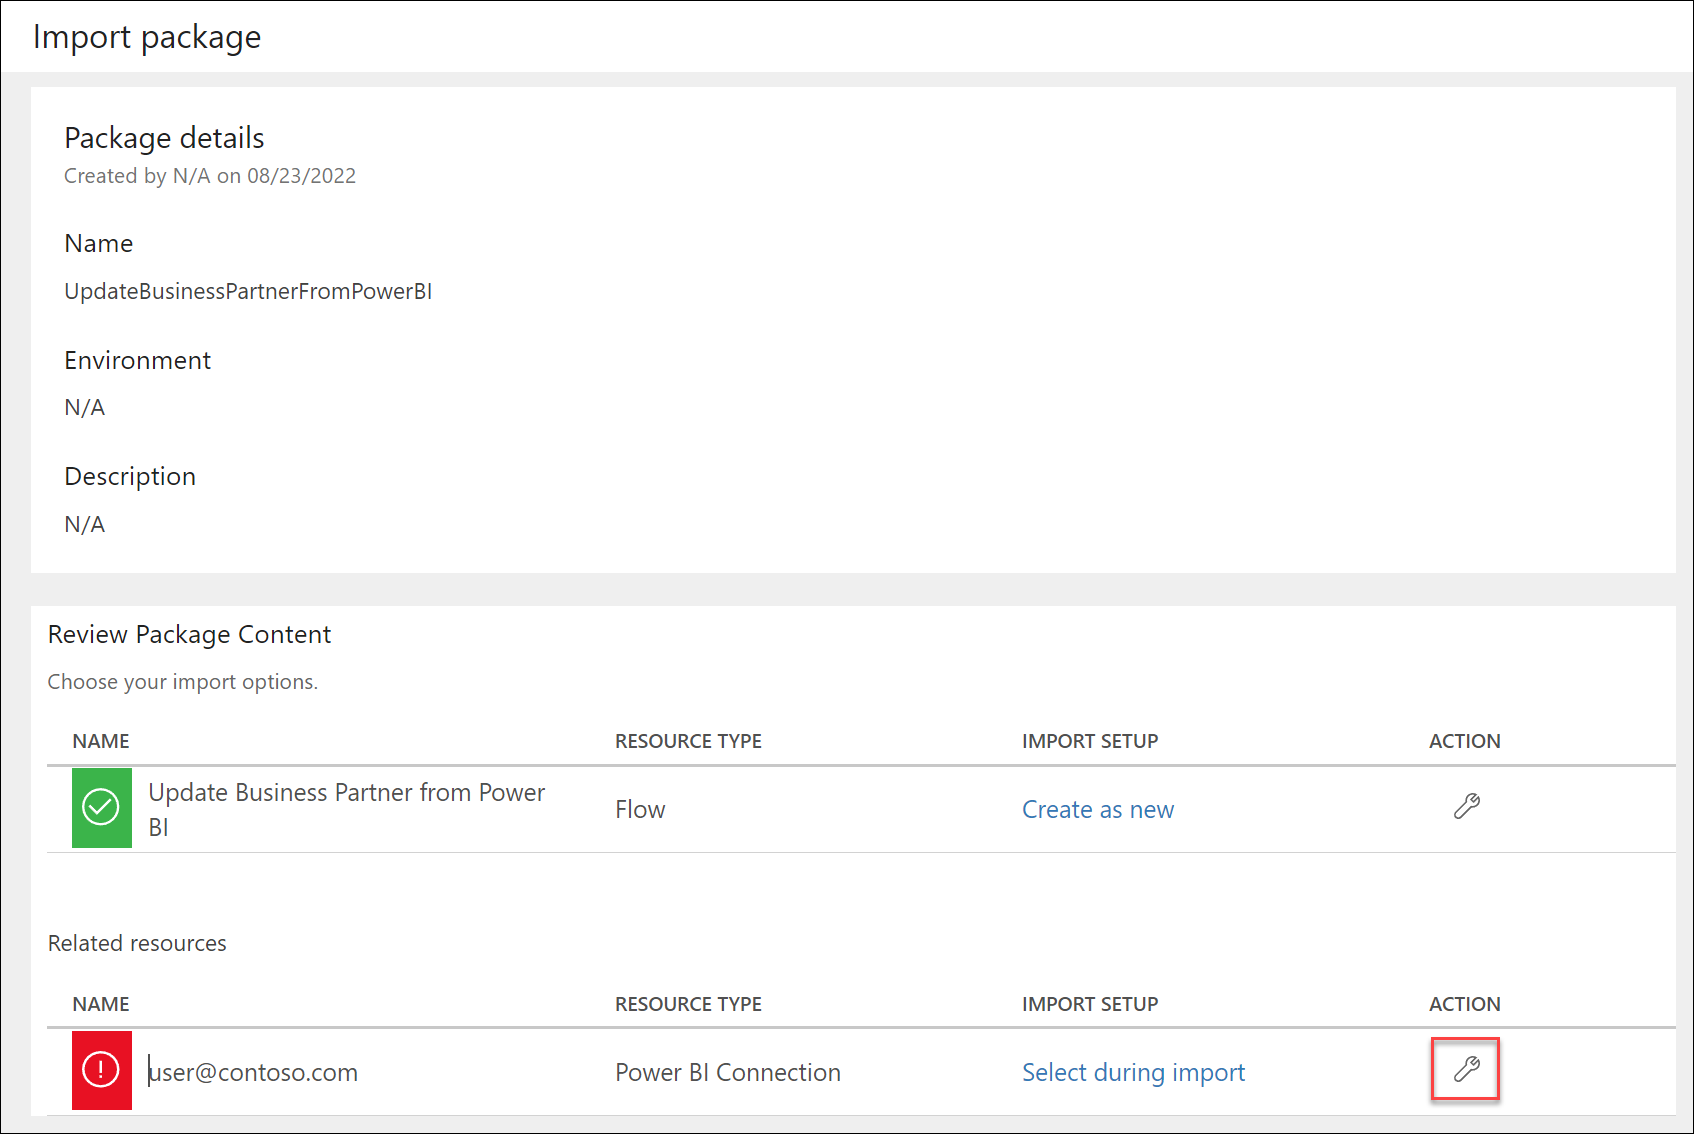 Import package
Package details
Created by N/A on 08/23/2022
Name
UpdateBusinessPartnerFromPowerBI
Environment
N/A
Description
N/A
Review Package Content
Choose your import options.
NAME RESOURCE TYPE IMPORT SETUP ACTION
Update Business Partner from Power
BI
Flow Create as new
Related resources
NAME RESOURCE TYPE IMPORT SETUP ACTION
user@contoso.com Power BI Connection Select during import